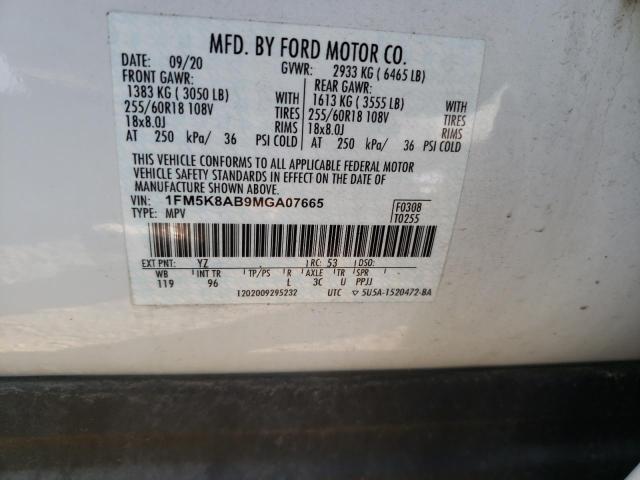 MFD. BY FORD MOTOR CO.
DATE: 09/20 GVWR: 2933 KG ( 6465 LB)
FRONT GAWR: REAR GAWR:
1383 KG ( 3050 LB) WITH 1613 KG ( 3555 LB) WITH
255/60R18 108V TIRES 255/60R18 108V TIRES
18x8.0J RIMS 18x8.0J RIMS
AT 250 kPa/ 36 PSI COLD AT 250 kPa/ 36 PSI COLD
THIS VEHICLE CONFORMS TO ALL APPLICABLE FEDERAL MOTOR
VEHICLE SAFETY STANDARDS IN EFFECT ON THE DATE OF
MANUFACTURE SHOWN ABOVE.
VIN: 1FM5K8AB9MGA07665 F0308
TYPE: MPV T0255
EXT PNT: YZ RC: 53 DSO:
WB INT TR TP/PS R AXLE TR SPR
119 96 L 3C U PPJJ
1202009295232 UTC ▽ 5U5A-1520472-BA